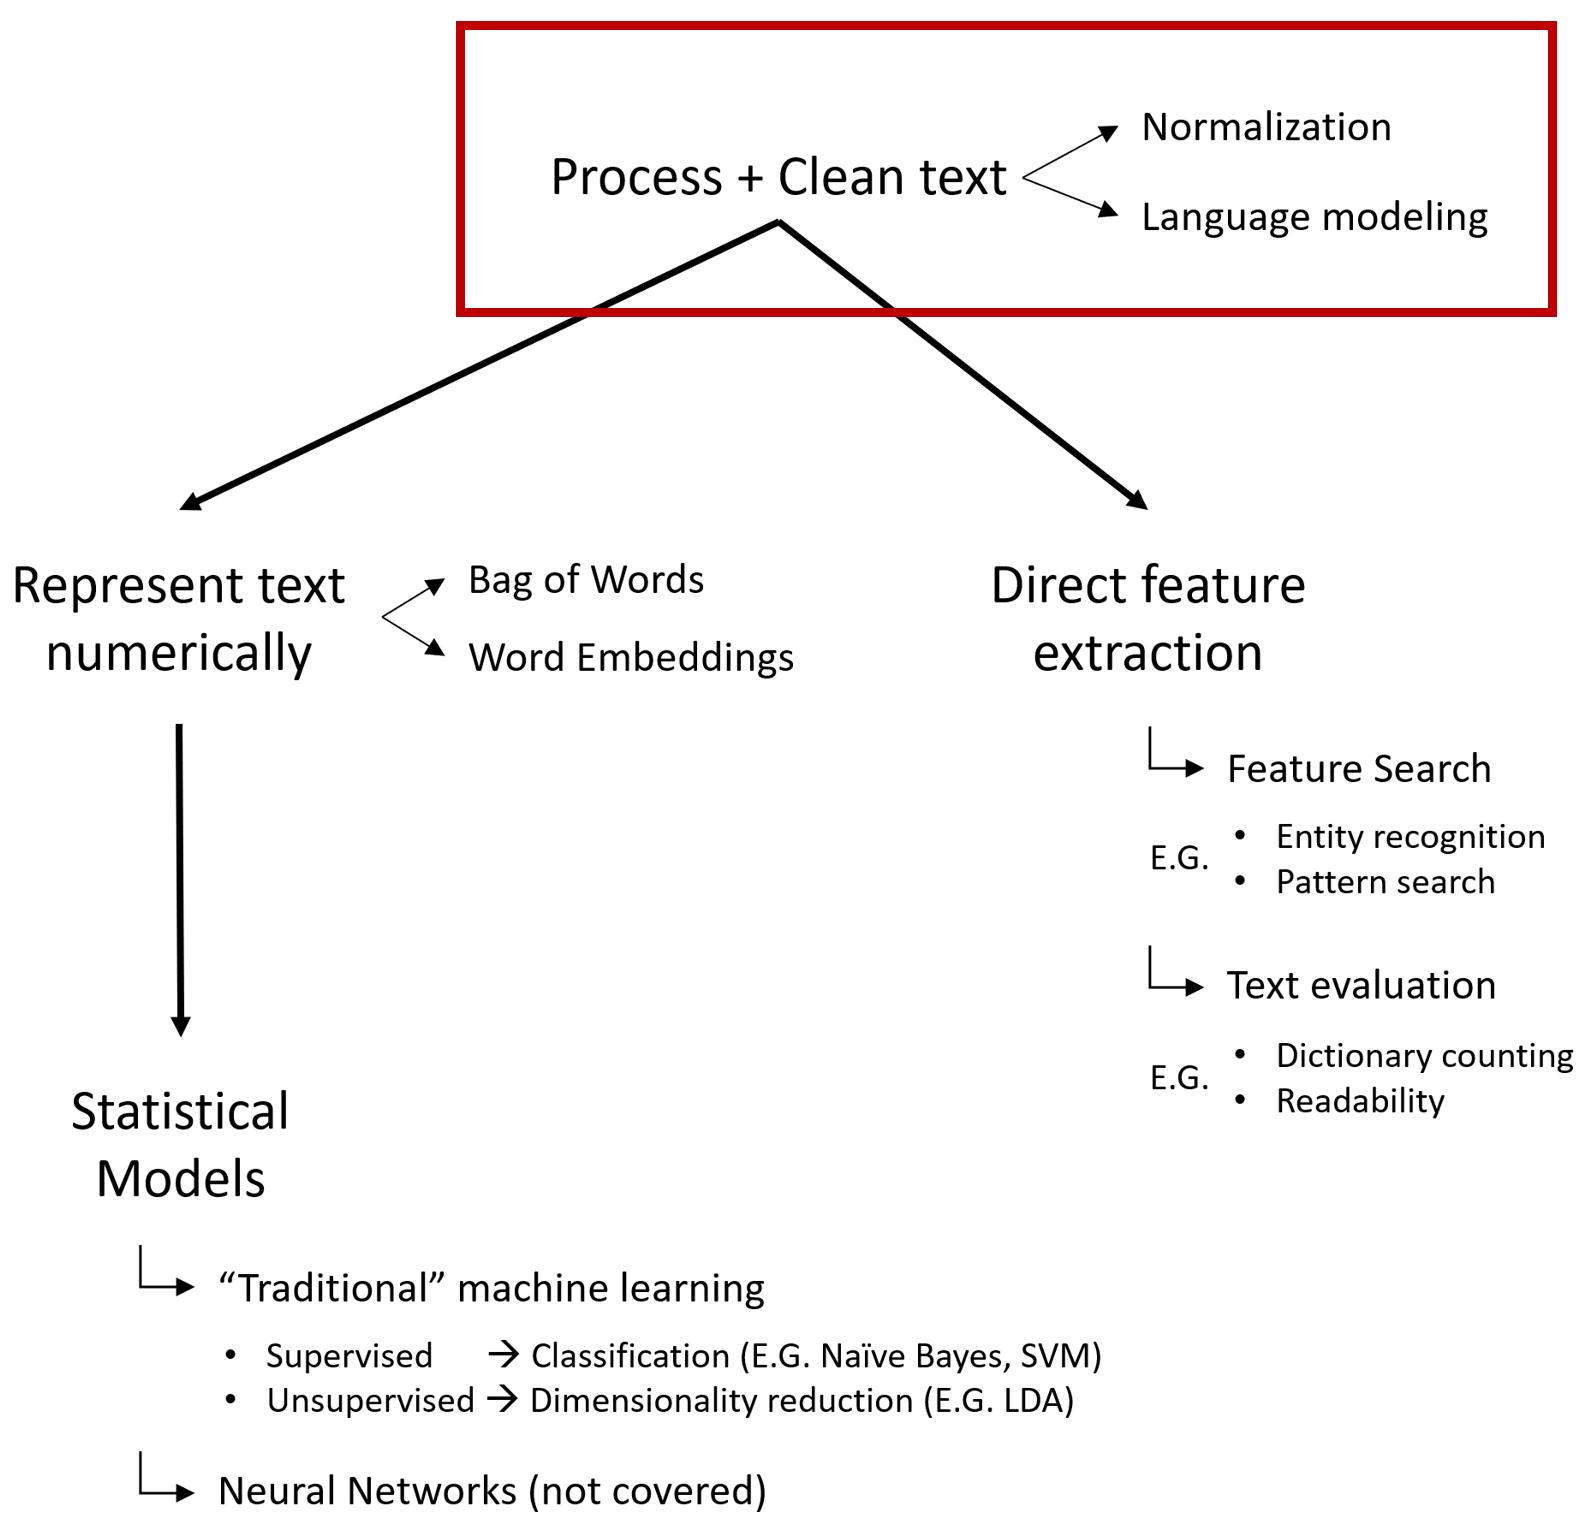 Process + Clean text
Normalization
Language modeling
Represent text
numerically
Bag of Words
Word Embeddings
Direct feature
extraction
Feature Search
E.G.
• Entity recognition
• Pattern search
Text evaluation
E.G.
• Dictionary counting
• Readability
Statistical
Models
“Traditional” machine learning
• Supervised → Classification (E.G. Naïve Bayes, SVM)
• Unsupervised → Dimensionality reduction (E.G. LDA)
Neural Networks (not covered)